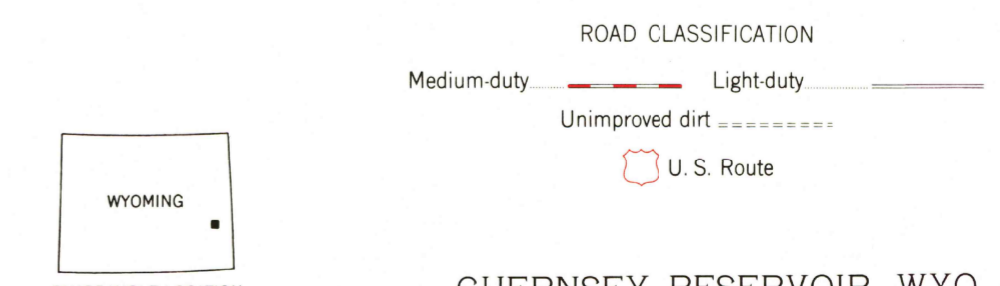 ROAD CLASSIFICATION
Medium-duty Light-duty
Unimproved dirt
U. S. Route
WYOMING
GUERNSEY RESERVOIR, WYO.